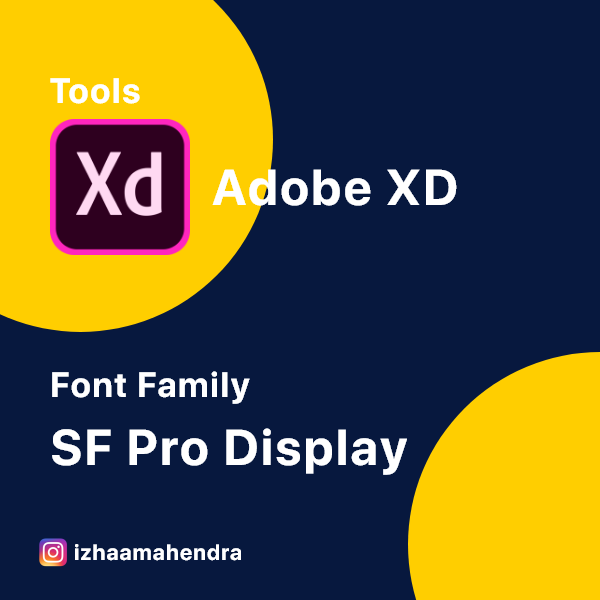 Tools
Xd
Adobe XD
Font Family
SF Pro Display
izhaamahendra